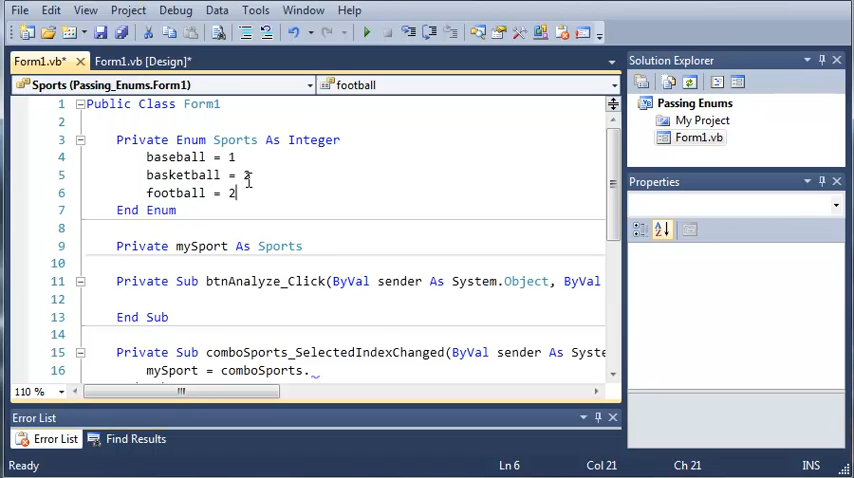 File Edit View Project Debug Data Tools Window Help
Form1.vb* Form1.vb [Design]*
Sports (Passing_Enums.Form1) football
1 Public Class Form1
2
3 Private Enum Sports As Integer
4 baseball = 1
5 basketball = 2
6 football = 2
7 End Enum
8
9 Private mySport As Sports
10
11 Private Sub btnAnalyze_Click(ByVal sender As System.Object, ByVal
12
13 End Sub
14
15 Private Sub comboSports_SelectedIndexChanged(ByVal sender As Syste
16 mySport = comboSports.
110 %
Error List
Error List Find Results
Ready Ln 6 Col 21 Ch 21 INS
Solution Explorer
Passing Enums
My Project
Form1.vb
Properties